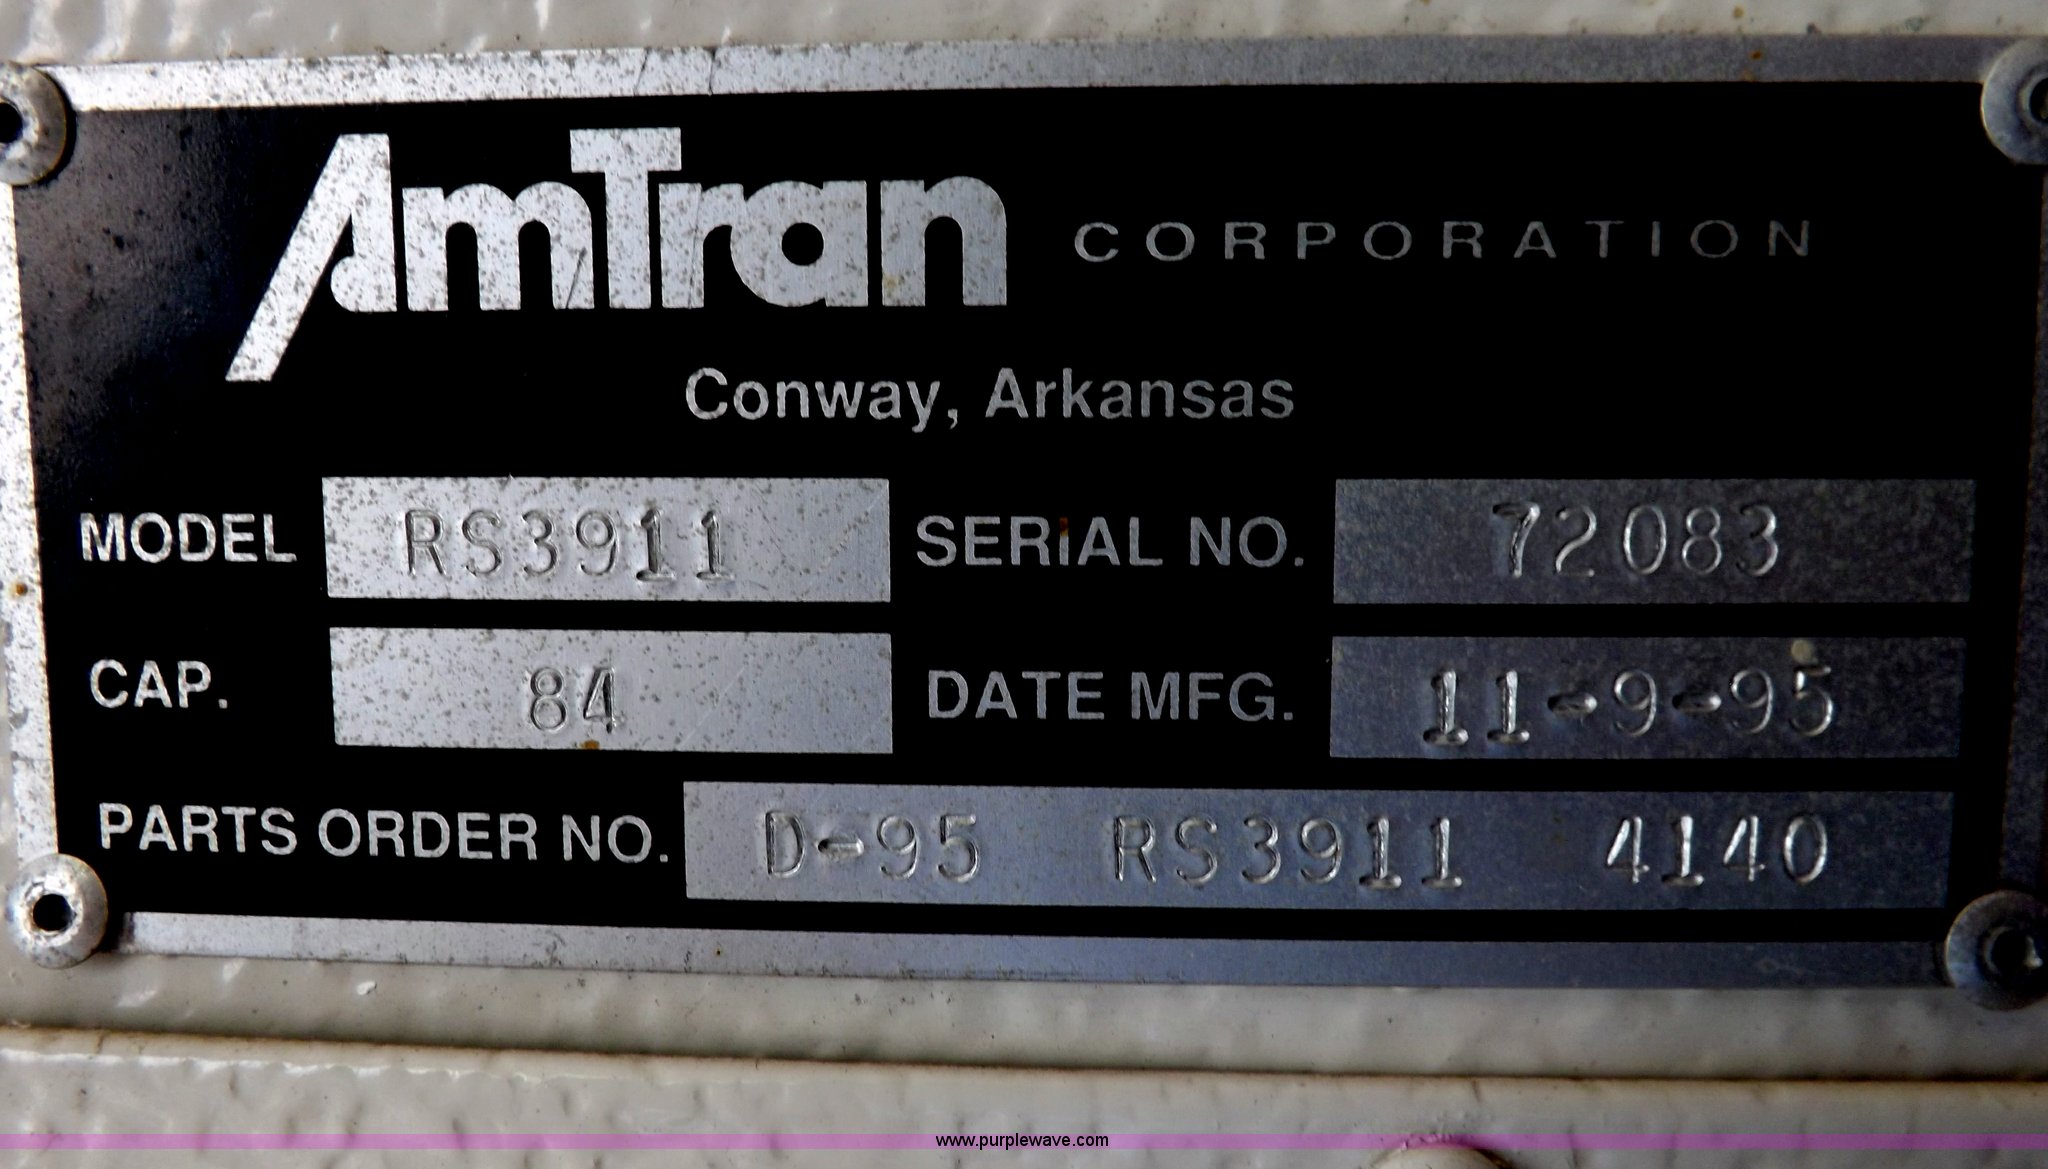 AmTran CORPORATION
Conway, Arkansas
MODEL RS3911 SERIAL NO. 72083
CAP. 84 DATE MFG. 11-9-95
PARTS ORDER NO. D-95 RS3911 4140
www.purplewave.com